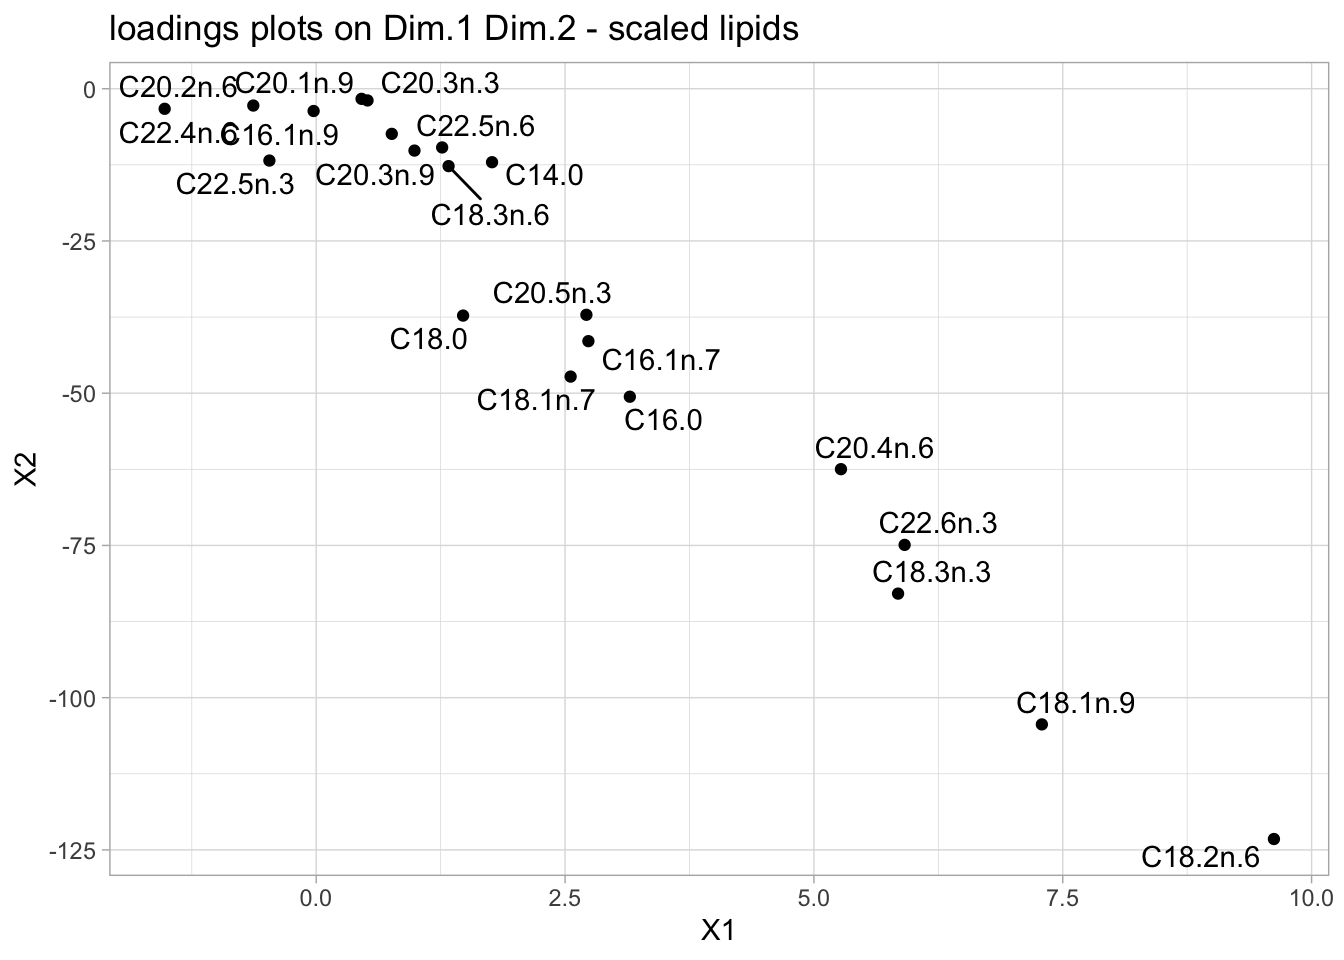 loadings plots on Dim.1 Dim.2 - scaled lipids
X2
0
-25
-50
-75
-100
-125
C20.2n.6
C20.1n.9
C20.3n.3
C22.4n.6
C16.1n.9
C22.5n.6
C22.5n.3
C20.3n.9
C14.0
C18.3n.6
C20.5n.3
C18.0
C16.1n.7
C18.1n.7
C16.0
C20.4n.6
C22.6n.3
C18.3n.3
C18.1n.9
C18.2n.6
0.0
2.5
5.0
7.5
10.0
X1